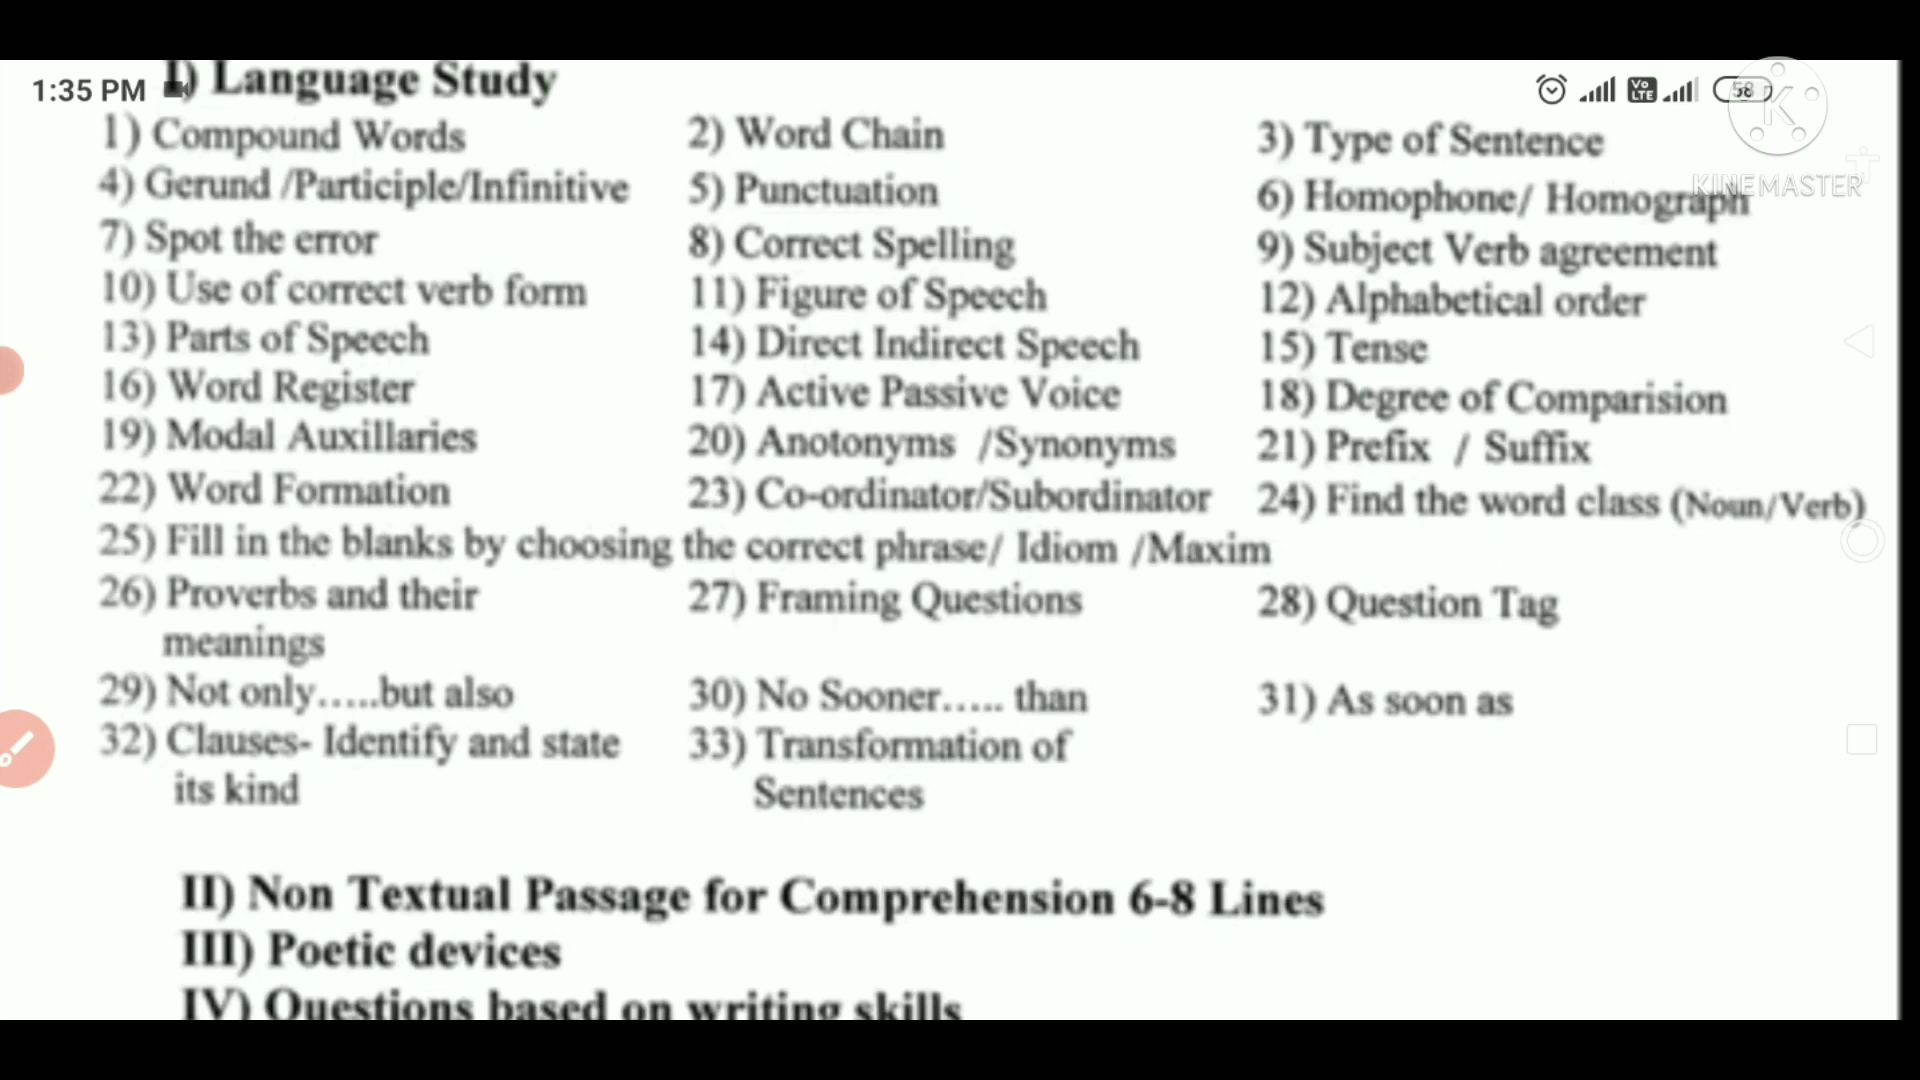 1:35 PM
I) Language Study
58
1) Compound Words 2) Word Chain 3) Type of Sentence
4) Gerund /Participle/Infinitive 5) Punctuation 6) Homophone/ Homograph
KINEMASTER
7) Spot the error 8) Correct Spelling 9) Subject Verb agreement
10) Use of correct verb form 11) Figure of Speech 12) Alphabetical order
13) Parts of Speech 14) Direct Indirect Speech 15) Tense
16) Word Register 17) Active Passive Voice 18) Degree of Comparision
19) Modal Auxillaries 20) Anotonyms /Synonyms 21) Prefix / Suffix
22) Word Formation 23) Co-ordinator/Subordinator 24) Find the word class (Noun/Verb)
25) Fill in the blanks by choosing the correct phrase/ Idiom /Maxim
26) Proverbs and their 27) Framing Questions 28) Question Tag
meanings
29) Not only…..but also 30) No Sooner….. than 31) As soon as
32) Clauses- Identify and state 33) Transformation of
its kind Sentences
II) Non Textual Passage for Comprehension 6-8 Lines
III) Poetic devices
IV) Questions based on writing skills